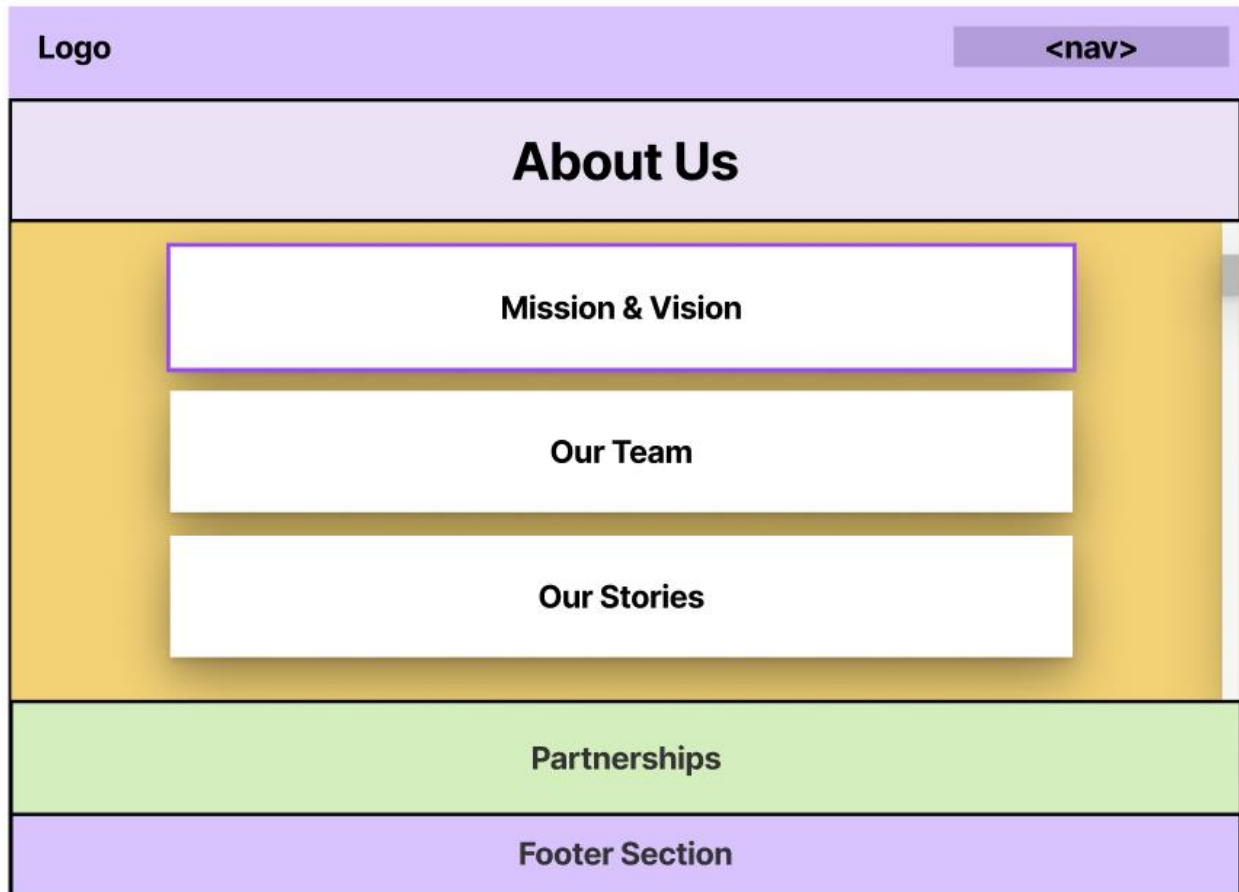 Logo
<nav>
About Us
Mission & Vision
Our Team
Our Stories
Partnerships
Footer Section